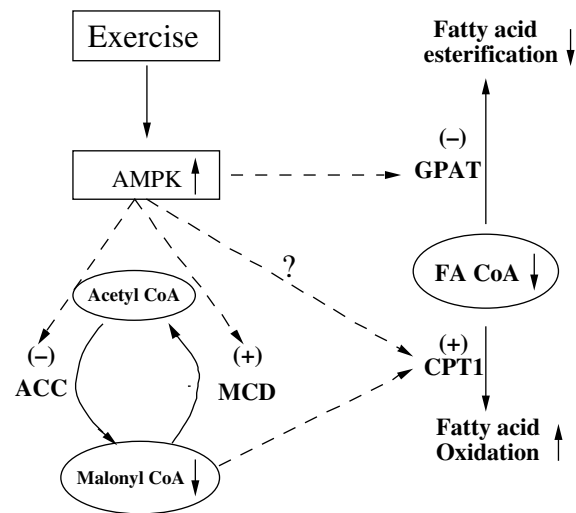 Exercise
Fatty acid
esterification
AMPK
(–)
GPAT
?
FA CoA
Acetyl CoA
(–)
ACC
(+)
MCD
(+)
CPT1
Fatty acid
Oxidation
Malonyl CoA